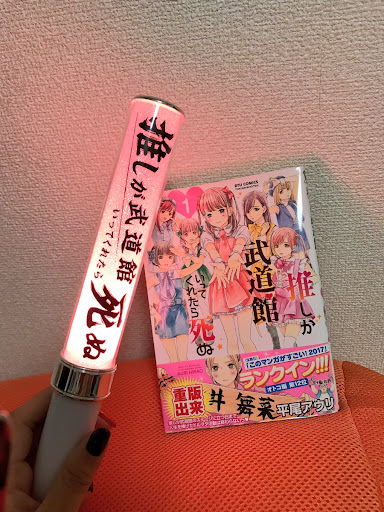 推しが武道館
いってくれたら
死ぬ
RYU COMICS
1
推しが
武道館
いって
くれたら死ぬ
「このマンガがすごい!2017」
ランクイン!!!
オトコ編 第12位
重版
出来
平尾アウリ